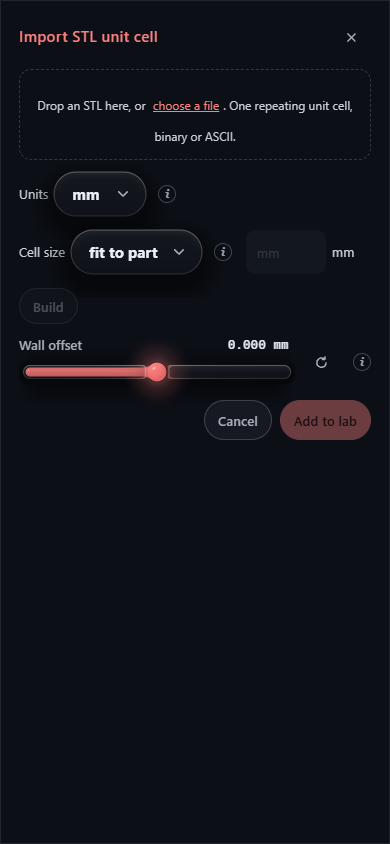 Import STL unit cell ×
Drop an STL here, or choose a file . One repeating unit cell,
binary or ASCII.
Units mm i
Cell size fit to part i mm mm
Build
Wall offset 0.000 mm i
Cancel Add to lab